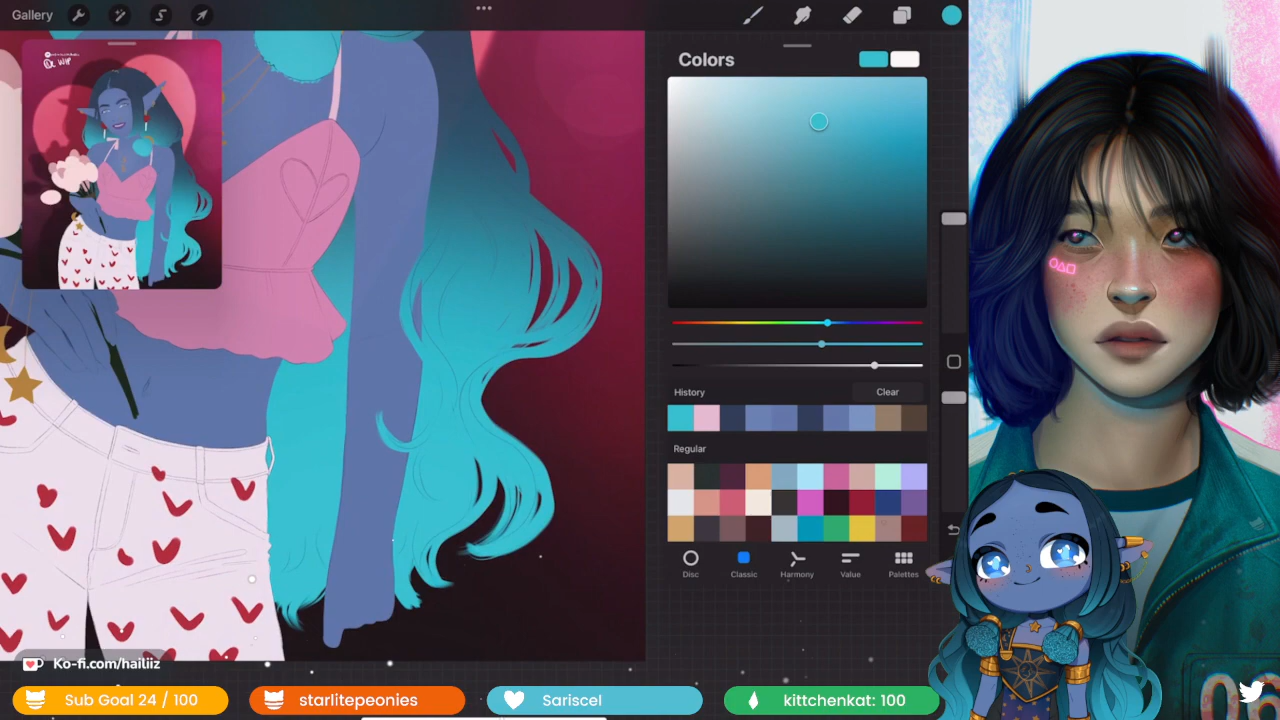 Gallery
Colors
WIP
History
Clear
Regular
Disc
Classic
Harmony
Value
Palettes
Ko-fi.com/hailiiz
Sub Goal 24 / 100
starlitepeonies
Sariscel
kittchenkat: 100